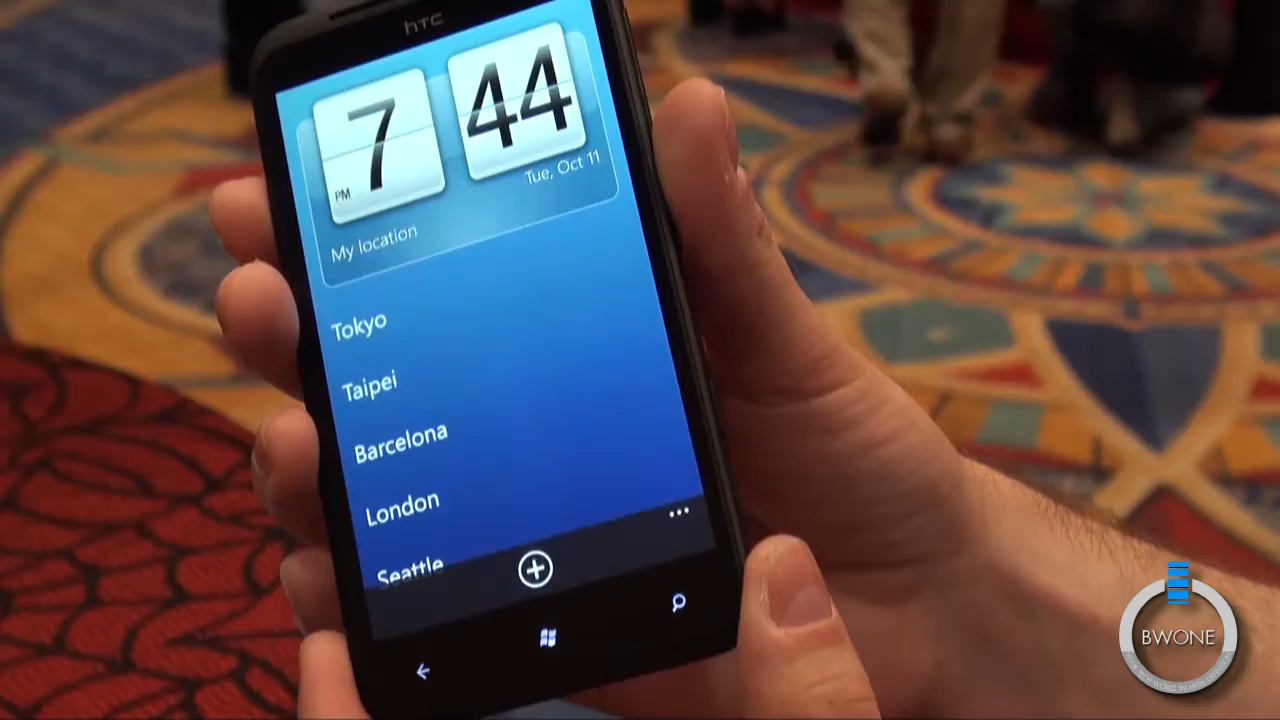 hTC
7
44
PM
Tue, Oct 11
My location
Tokyo
Taipei
Barcelona
London
Seattle
BWONE